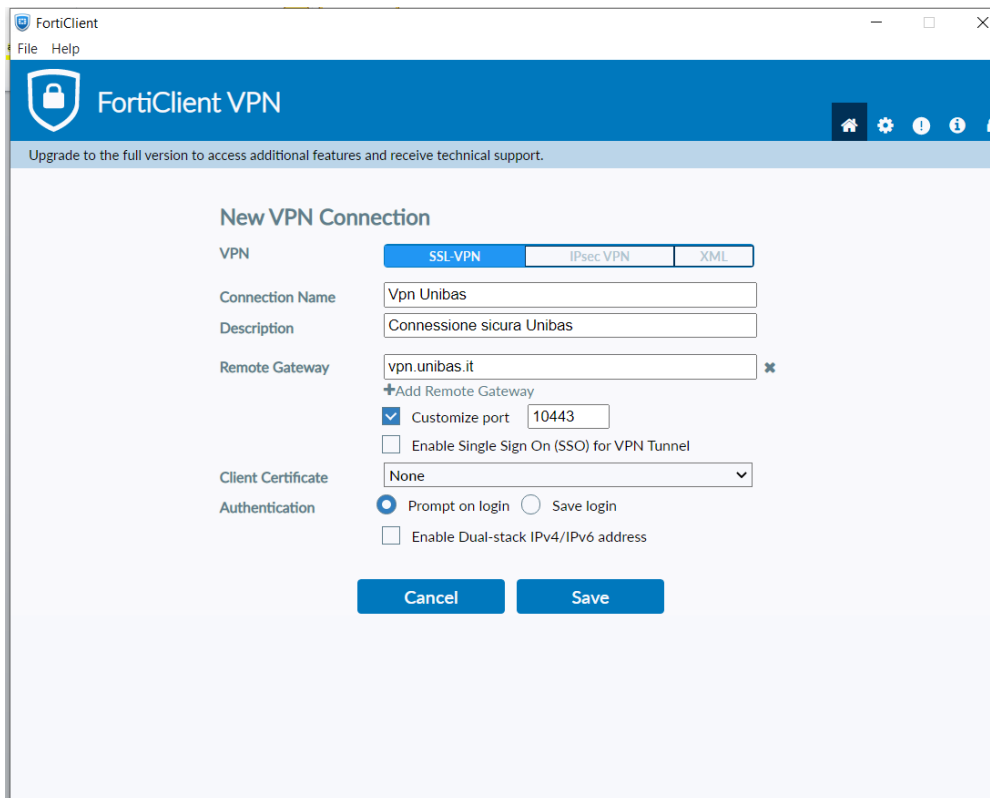 FortiClient
File Help
FortiClient VPN
Upgrade to the full version to access additional features and receive technical support.
New VPN Connection
VPN SSL-VPN IPsec VPN XML
Connection Name Vpn Unibas
Description Connessione sicura Unibas
Remote Gateway vpn.unibas.it
+Add Remote Gateway
Customize port 10443
Enable Single Sign On (SSO) for VPN Tunnel
Client Certificate None
Authentication Prompt on login Save login
Enable Dual-stack IPv4/IPv6 address
Cancel Save